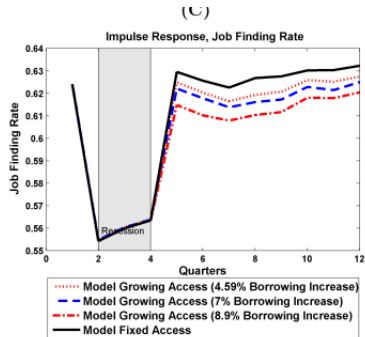 (C)
Impulse Response, Job Finding Rate
0.64
0.63
0.62
0.61
0.6
0.59
0.58
0.57
0.56
0.55
Job Finding Rate
Recession
2 4 6 8 10 12
Quarters
Model Growing Access (4.59% Borrowing Increase)
Model Growing Access (7% Borrowing Increase)
Model Growing Access (8.9% Borrowing Increase)
Model Fixed Access